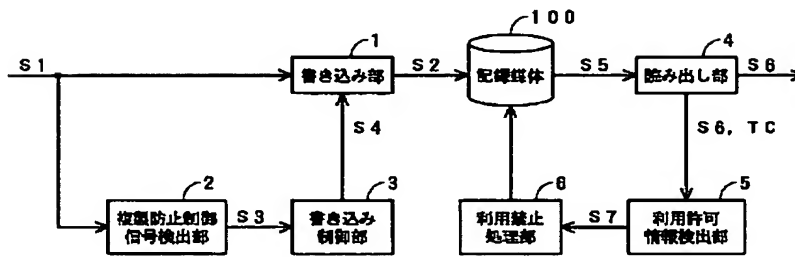 100
1
4
S1
書き込み部
S2
記録媒体
S5
読み出し部
S6
S4
S6, TC
2
3
6
5
複製防止制御
信号検出部
S3
書き込み
制御部
利用禁止
処理部
S7
利用許可
情報検出部